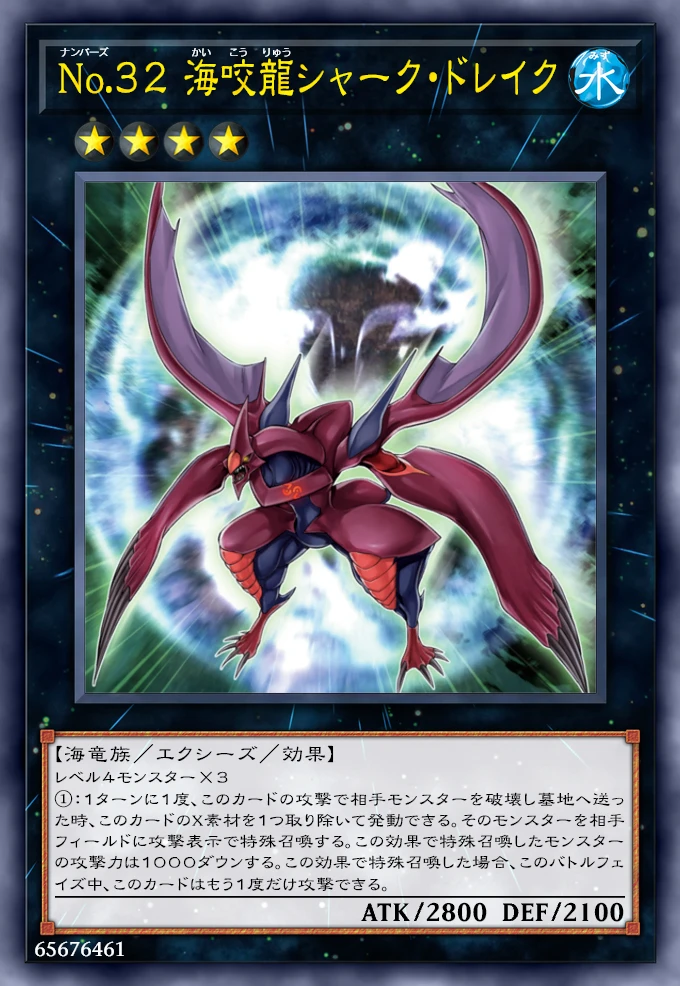 ナンバーズ かい こう りゅう
No.32 海咬龍シャーク・ドレイク
みず
水
【海竜族／エクシーズ／効果】
レベル４モンスター×３
①：１ターンに１度、このカードの攻撃で相手モンスターを破壊し墓地へ送っ
た時、このカードのX素材を１つ取り除いて発動できる。そのモンスターを相手
フィールドに攻撃表示で特殊召喚する。この効果で特殊召喚したモンスター
の攻撃力は１０００ダウンする。この効果で特殊召喚した場合、このバトルフェ
イズ中、このカードはもう１度だけ攻撃できる。
ATK/2800 DEF/2100
65676461